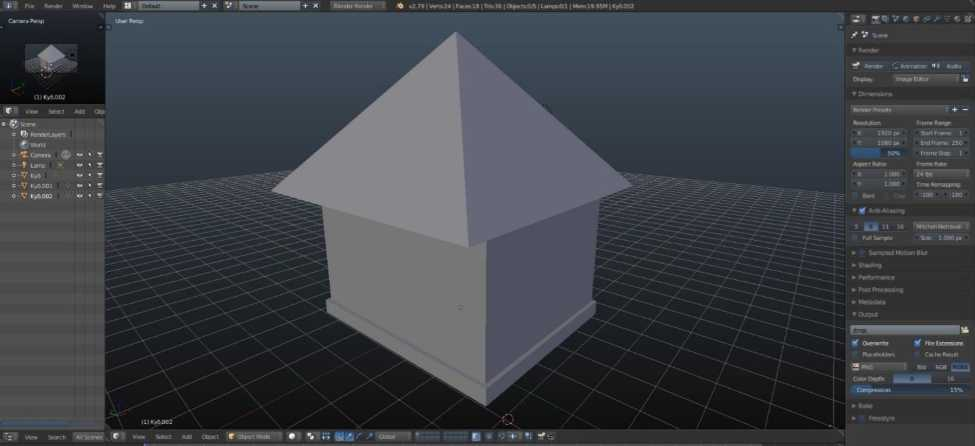 File Render Window Help Default Scene Blender Render v2.79 | Verts:24 | Faces:18 | Tris:36 | Objects:0/5 | Lamps:0/1 | Mem:19.95M | Куб.002
Camera Persp
User Persp
(1) Куб.002
View Select Add Obj
Scene
RenderLayers
World
Camera
Lamp
Куб
Куб.001
Куб.002
View Search All Scenes
(1) Куб.002
View Select Add Object Object Mode Global
Scene
Render
Render Animation Audio
Display: Image Editor
Dimensions
Render Presets
Resolution: Frame Range:
X: 1920 px Start Frame: 1
Y: 1080 px End Frame: 250
50% Frame Step: 1
Aspect Ratio: Frame Rate:
X: 1.000 24 fps
Y: 1.000 Time Remapping:
Bord Crop 100 100
Anti-Aliasing
5 8 11 16 Mitchell-Netravali
Full Sample Size: 1.000 px
Sampled Motion Blur
Shading
Performance
Post Processing
Metadata
Output
/tmp\
Overwrite File Extensions
Placeholders Cache Result
PNG BW RGB RGBA
Color Depth: 8 16
Compression: 15%
Bake
Freestyle